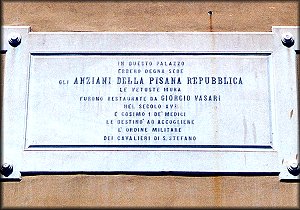 IN QUESTO PALAZZO
EBBERO DEGNA SEDE
GLI ANZIANI DELLA PISANA REPUBBLICA
LE VETUSTE MURA
FURONO RESTAURATE DA GIORGIO VASARI
NEL SECOLO XVI
E COSIMO I DE' MEDICI
LE DESTINÒ AD ACCOGLIERE
L'ORDINE MILITARE
DEI CAVALIERI DI S. STEFANO